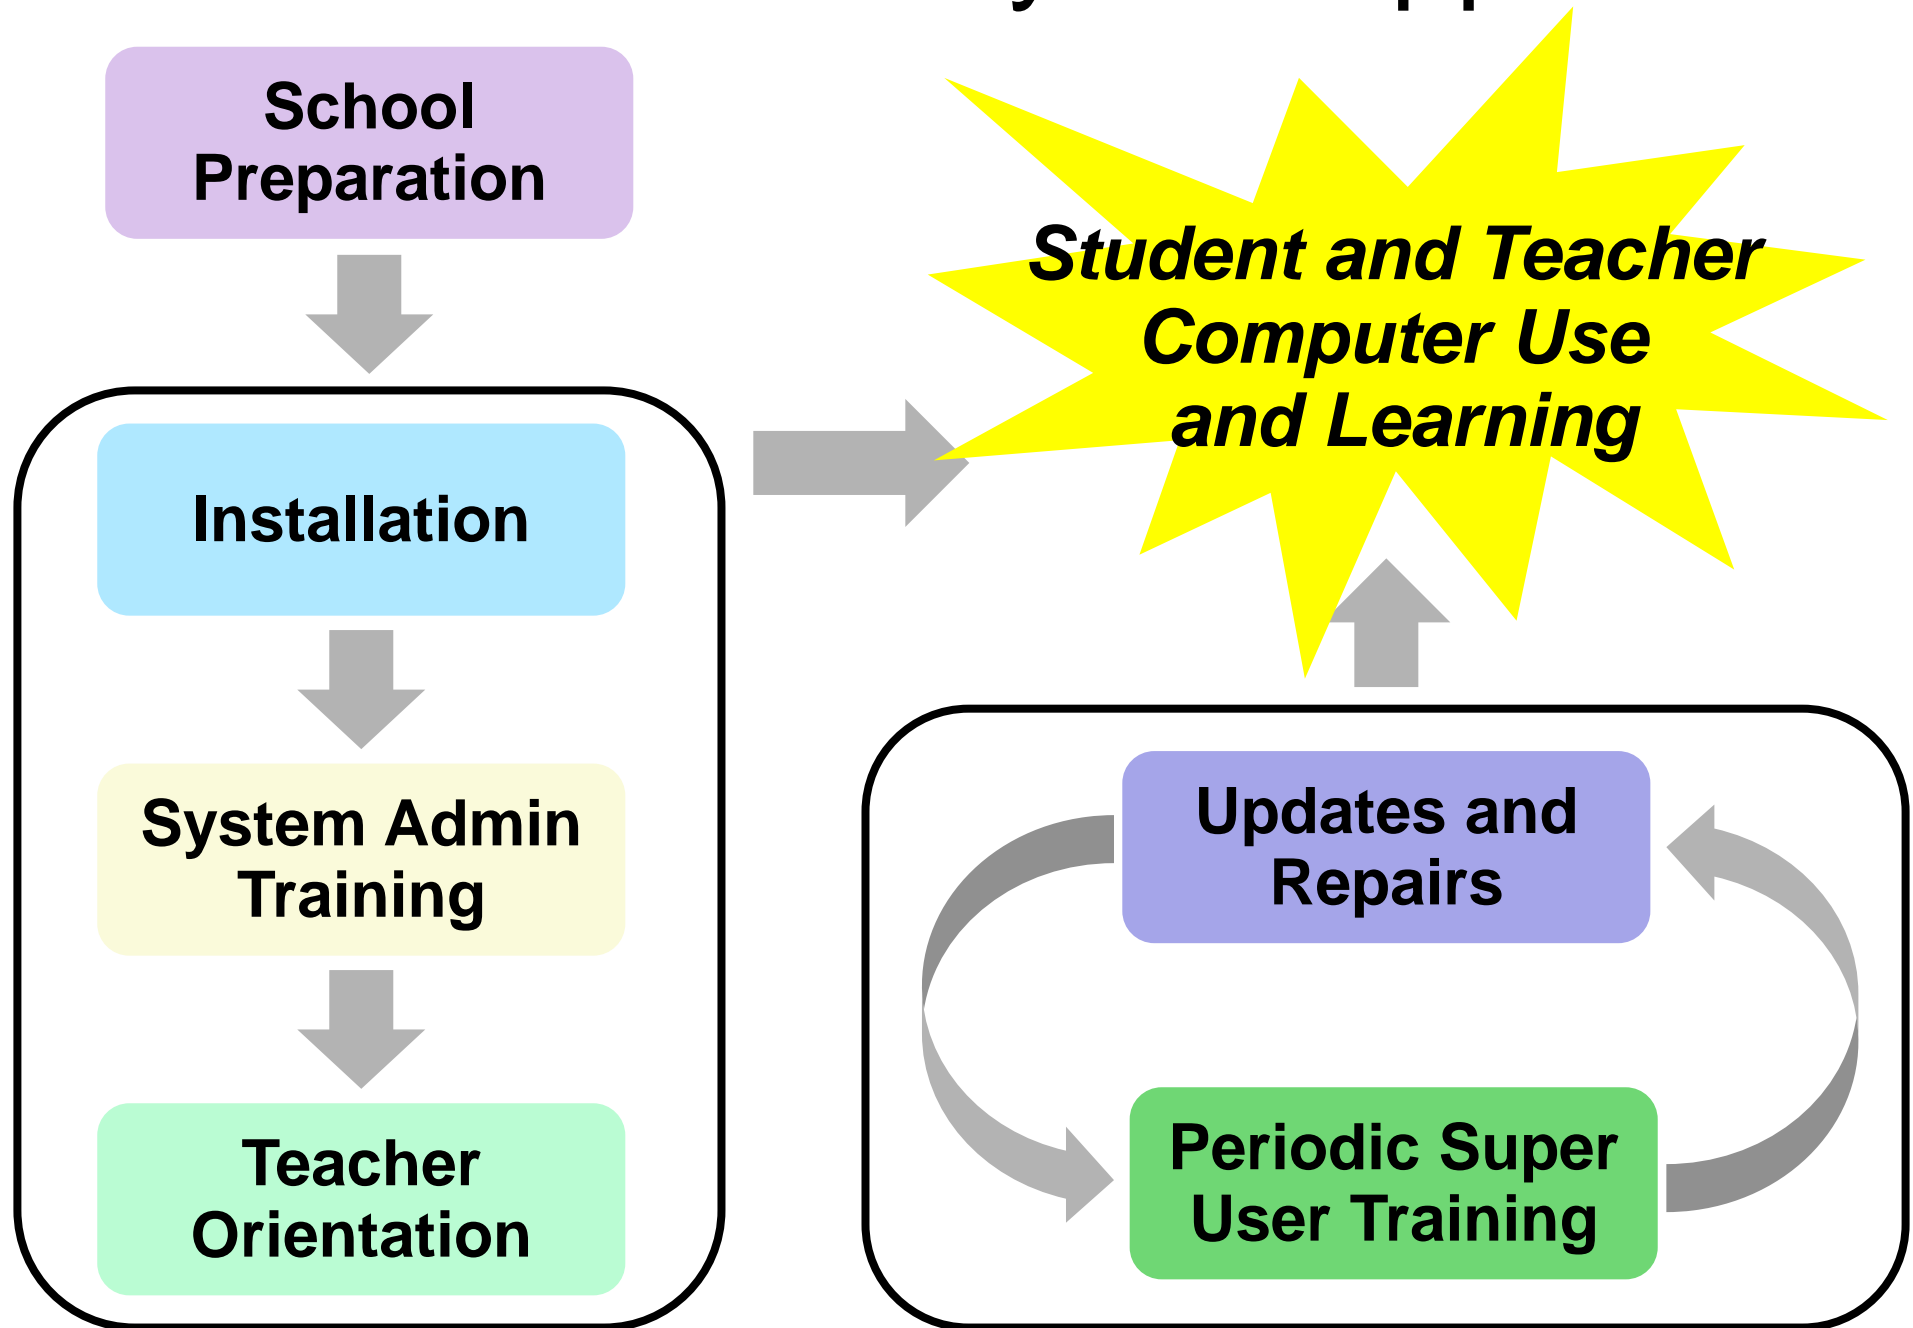 School
Preparation
Student and Teacher
Computer Use
and Learning
Installation
System Admin
Training
Teacher
Orientation
Updates and
Repairs
Periodic Super
User Training